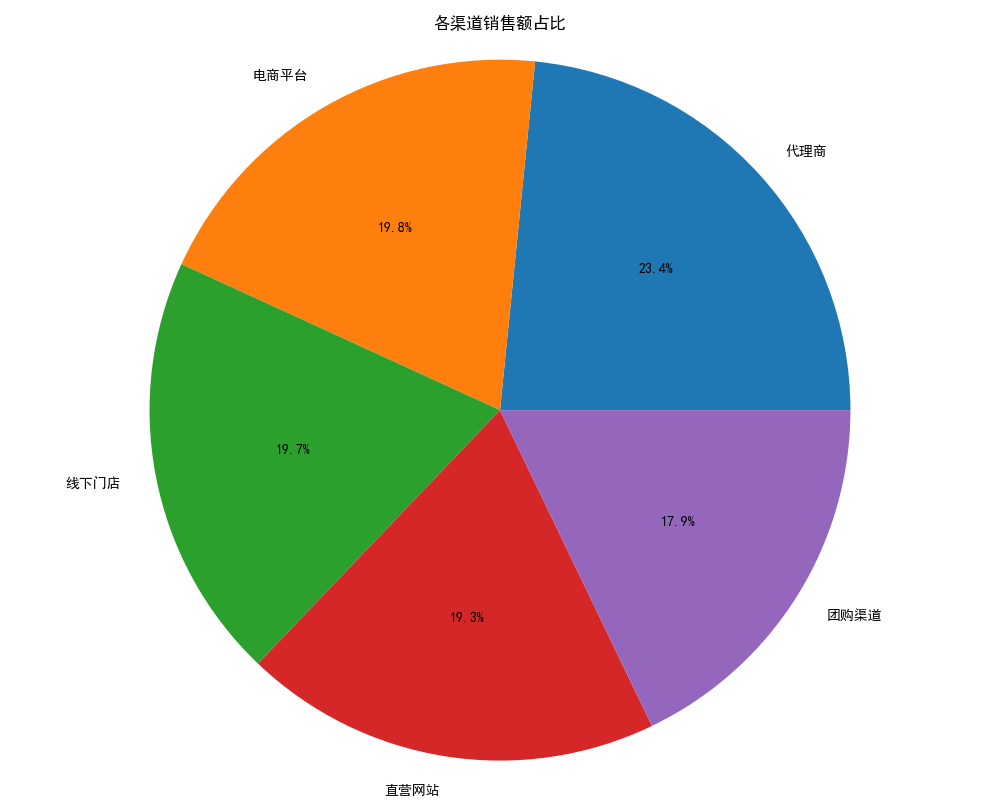 各渠道销售额占比
电商平台
代理商
19.8%
23.4%
19.7%
线下门店
17.9%
19.3%
团购渠道
直营网站